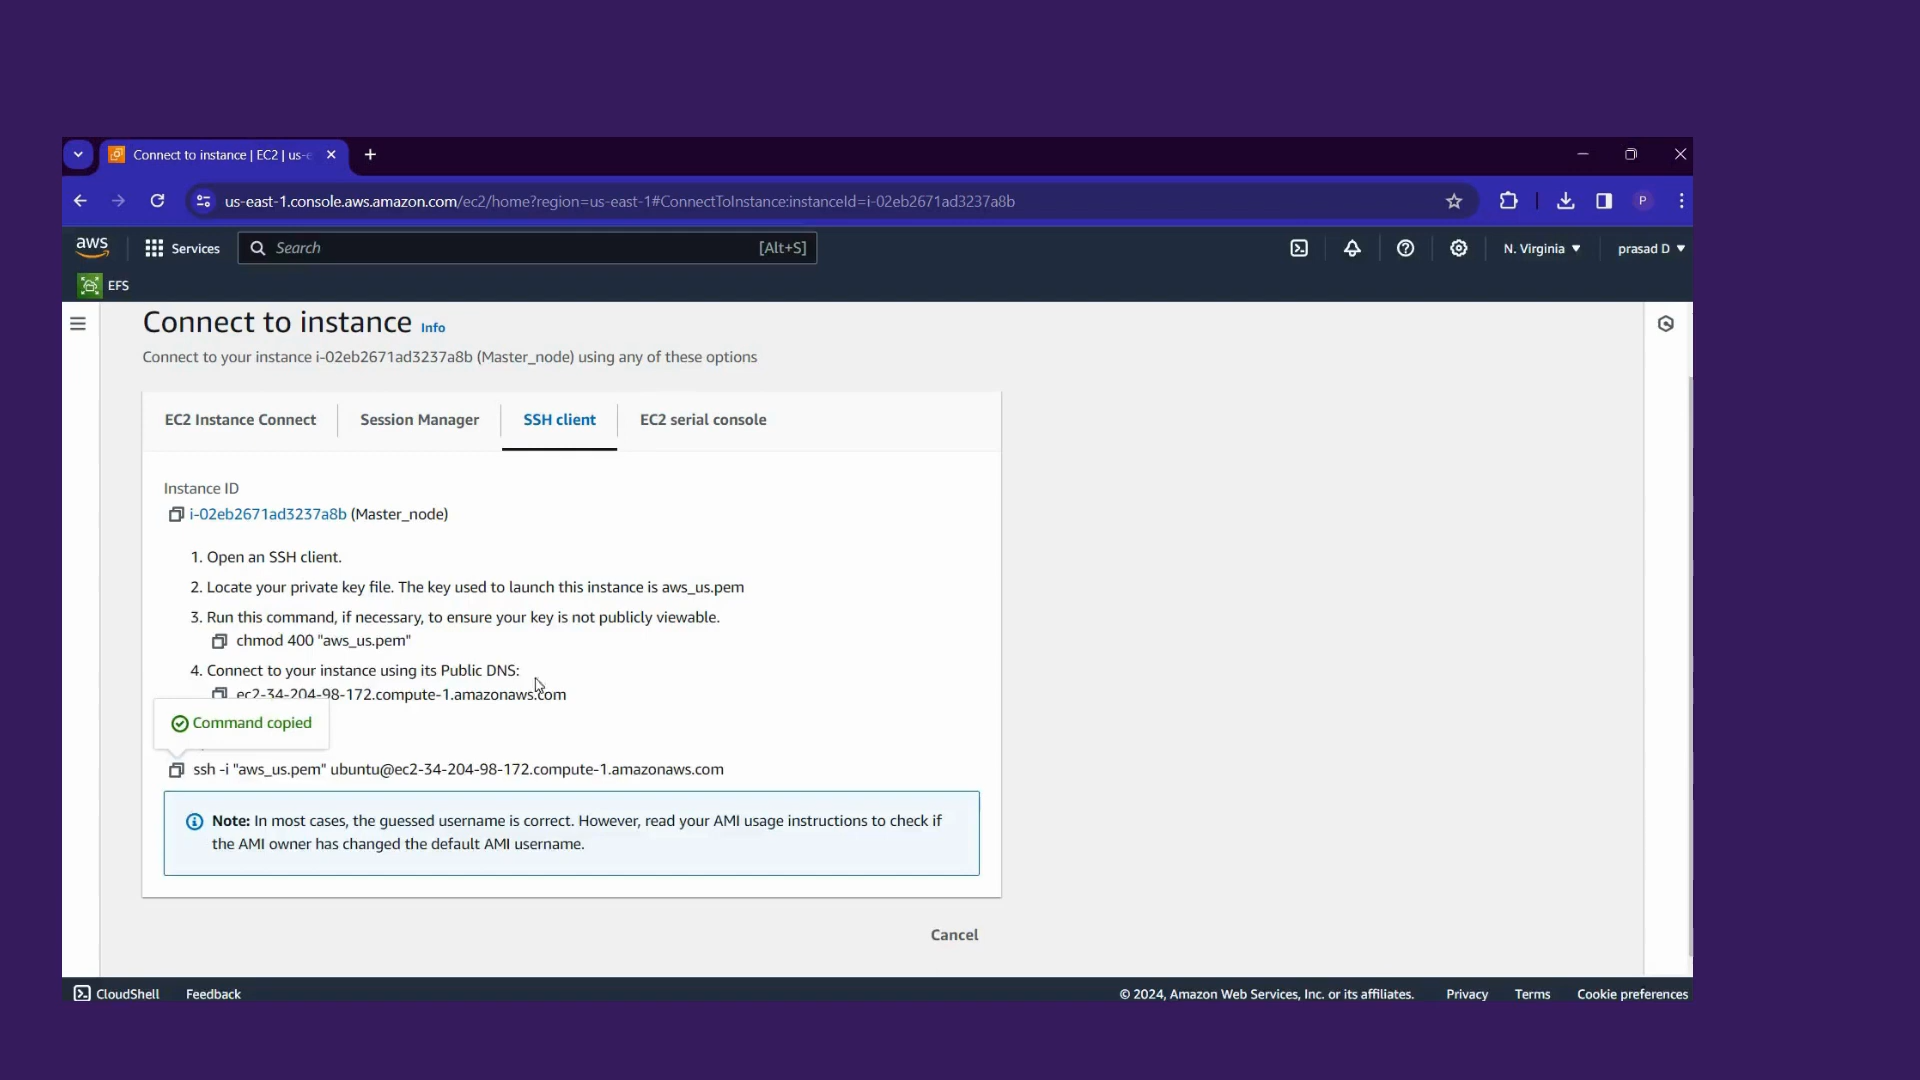 Connect to instance | EC2 | us-e
us-east-1.console.aws.amazon.com/ec2/home?region=us-east-1#ConnectToInstance:instanceId=i-02eb2671ad3237a8b
P
aws
Services
Search
[Alt+S]
N. Virginia
prasad D
EFS
Connect to instance Info
Connect to your instance i-02eb2671ad3237a8b (Master_node) using any of these options
EC2 Instance Connect
Session Manager
SSH client
EC2 serial console
Instance ID
i-02eb2671ad3237a8b (Master_node)
1. Open an SSH client.
2. Locate your private key file. The key used to launch this instance is aws_us.pem
3. Run this command, if necessary, to ensure your key is not publicly viewable.
chmod 400 "aws_us.pem"
4. Connect to your instance using its Public DNS:
ec2-34-204-98-172.compute-1.amazonaws.com
Command copied
ssh -i "aws_us.pem" ubuntu@ec2-34-204-98-172.compute-1.amazonaws.com
Note: In most cases, the guessed username is correct. However, read your AMI usage instructions to check if
the AMI owner has changed the default AMI username.
Cancel
CloudShell
Feedback
© 2024, Amazon Web Services, Inc. or its affiliates.
Privacy
Terms
Cookie preferences